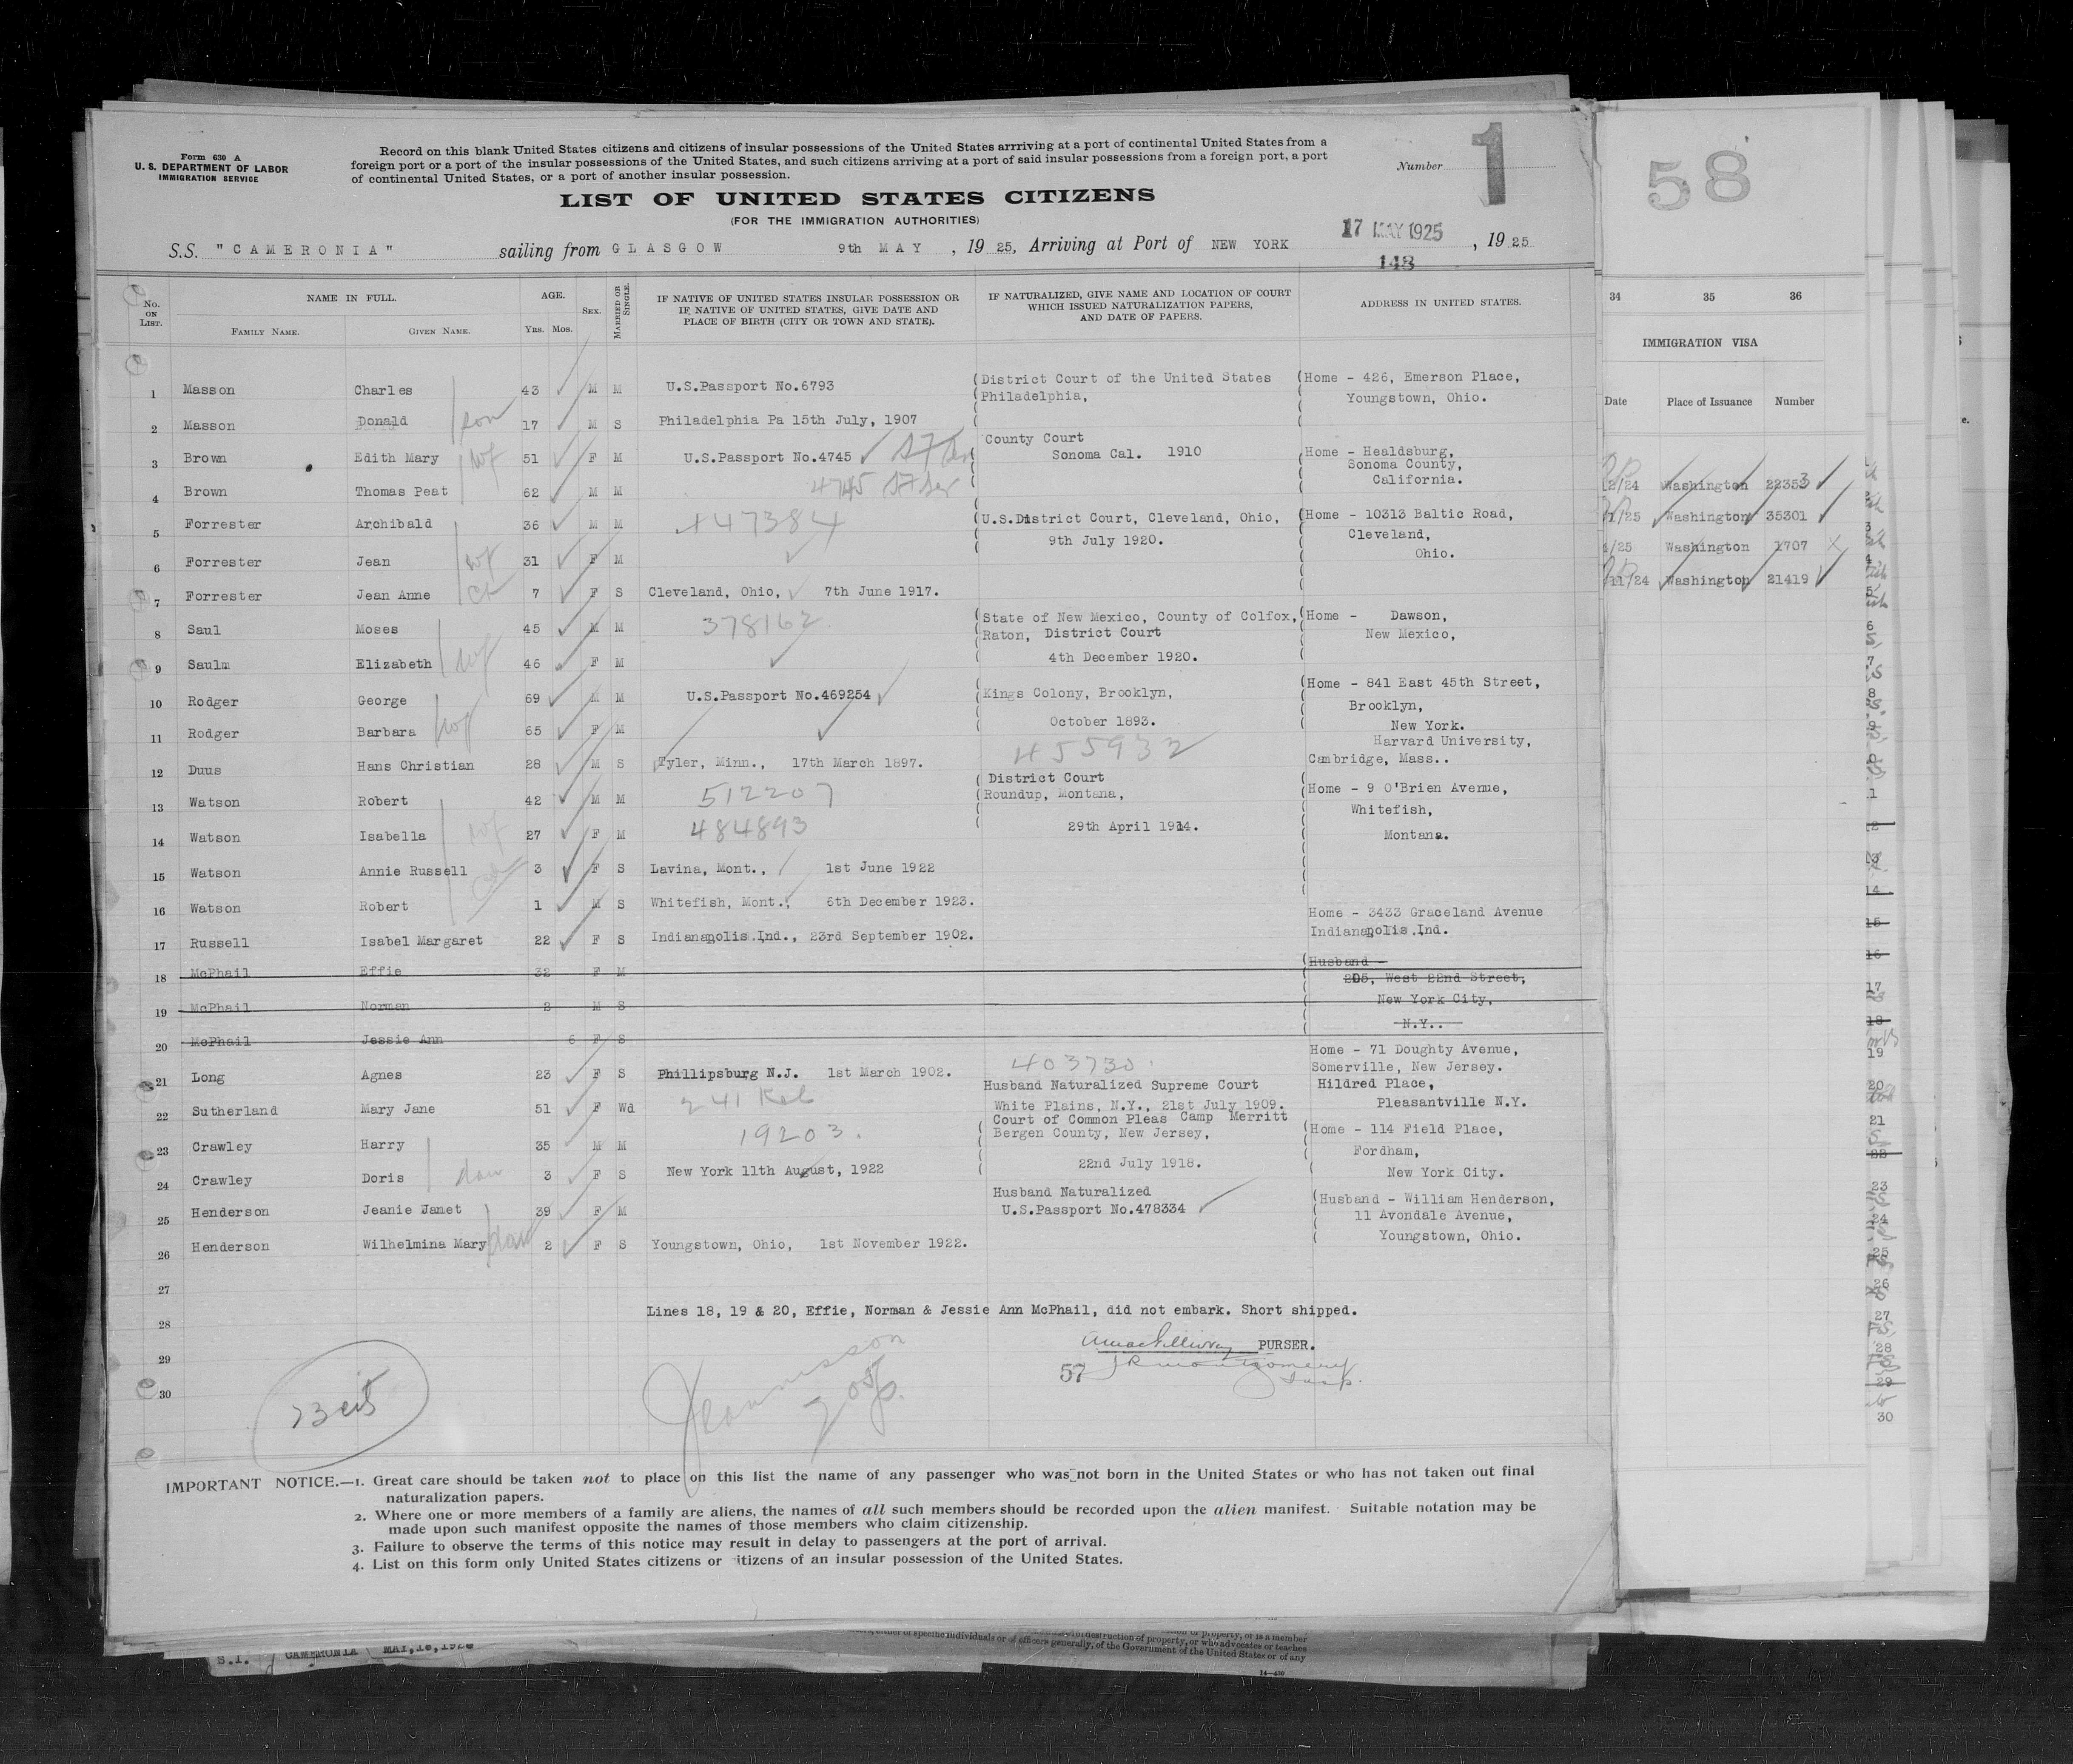 Form 630 A
U. S. DEPARTMENT OF LABOR
IMMIGRATION SERVICE
Record on this blank United States citizens and citizens of insular possessions of the United States arrriving at a port of continental United States from a
foreign port or a port of the insular possessions of the United States, and such citizens arriving at a port of said insular possessions from a foreign port, a port
of continental United States, or a port of another insular possession.
Number 1
LIST OF UNITED STATES CITIZENS
(FOR THE IMMIGRATION AUTHORITIES)
S.S. "CAMERONIA" sailing from GLASGOW 9th MAY, 1925, Arriving at Port of NEW YORK 17 MAY 1925, 1925
148
No. ON LIST. NAME IN FULL. FAMILY NAME. GIVEN NAME. AGE. Yrs. Mos. SEX. MARRIED OR SINGLE. IF NATIVE OF UNITED STATES INSULAR POSSESSION OR IF NATIVE OF UNITED STATES, GIVE DATE AND PLACE OF BIRTH (CITY OR TOWN AND STATE). IF NATURALIZED, GIVE NAME AND LOCATION OF COURT WHICH ISSUED NATURALIZATION PAPERS, AND DATE OF PAPERS. ADDRESS IN UNITED STATES.
1 Masson Charles 43 M M U.S.Passport No.6793 District Court of the United States Philadelphia, Home - 426, Emerson Place, Youngstown, Ohio.
2 Masson Donald son 17 M S Philadelphia Pa 15th July, 1907
3 Brown Edith Mary wf 51 F M U.S.Passport No.4745 County Court Sonoma Cal. 1910 Home - Healdsburg, Sonoma County, California.
4 Brown Thomas Peat 62 M M 4745
5 Forrester Archibald 36 M M 47384 U.S.District Court, Cleveland, Ohio, 9th July 1920. Home - 10313 Baltic Road, Cleveland, Ohio.
6 Forrester Jean wf 31 F M
7 Forrester Jean Anne ch 7 F S Cleveland, Ohio, 7th June 1917.
8 Saul Moses 45 M M 378162 State of New Mexico, County of Colfox, Raton, District Court 4th December 1920. Home - Dawson, New Mexico,
9 Saulm Elizabeth wf 46 F M
10 Rodger George 69 M M U.S.Passport No.469254 Kings Colony, Brooklyn, October 1893. Home - 841 East 45th Street, Brooklyn, New York.
11 Rodger Barbara wf 65 F M
12 Duus Hans Christian 28 M S Tyler, Minn., 17th March 1897. 455932 Harvard University, Cambridge, Mass..
13 Watson Robert 42 M M 512207 District Court Roundup, Montana, 29th April 1914. Home - 9 O'Brien Avenue, Whitefish, Montana.
14 Watson Isabella wf 27 F M 484893
15 Watson Annie Russell 3 F S Lavina, Mont., 1st June 1922
16 Watson Robert 1 M S Whitefish, Mont., 6th December 1923.
17 Russell Isabel Margaret 22 F S Indianapolis.Ind., 23rd September 1902. Home - 3433 Graceland Avenue Indianapolis.Ind.
18 McPhail Effie 32 F M Husband - 205, West 22nd Street, New York City, N.Y..
19 McPhail Norman 2 M S
20 McPhail Jessie Ann 6 F S
21 Long Agnes 23 F S Phillipsburg N.J. 1st March 1902. 403730 Home - 71 Doughty Avenue, Somerville, New Jersey.
22 Sutherland Mary Jane 51 F Wd Husband Naturalized Supreme Court White Plains, N.Y., 21st July 1909. Hildred Place, Pleasantville N.Y.
23 Crawley Harry 35 M M 19203. Court of Common Pleas Camp Merritt Bergen County, New Jersey, 22nd July 1918. Home - 114 Field Place, Fordham, New York City.
24 Crawley Doris dau 3 F S New York 11th August, 1922
25 Henderson Jeanie Janet 39 F M Husband Naturalized U.S.Passport No.478334 Husband - William Henderson, 11 Avondale Avenue, Youngstown, Ohio.
26 Henderson Wilhelmina Mary dau 2 F S Youngstown, Ohio, 1st November 1922.
27
Lines 18, 19 & 20, Effie, Norman & Jessie Ann McPhail, did not embark. Short shipped.
28
PURSER.
29
57
30
IMPORTANT NOTICE.—1. Great care should be taken not to place on this list the name of any passenger who was not born in the United States or who has not taken out final
naturalization papers.
2. Where one or more members of a family are aliens, the names of all such members should be recorded upon the alien manifest. Suitable notation may be
made upon such manifest opposite the names of those members who claim citizenship.
3. Failure to observe the terms of this notice may result in delay to passengers at the port of arrival.
4. List on this form only United States citizens or itizens of an insular possession of the United States.
58
34 35 36
IMMIGRATION VISA
Date Place of Issuance Number
2/24 Washington 22353
1/25 Washington 35301
/25 Washington 1707
11/24 Washington 21419
S.I. CAMERONIA MAY,16,1925
14—430